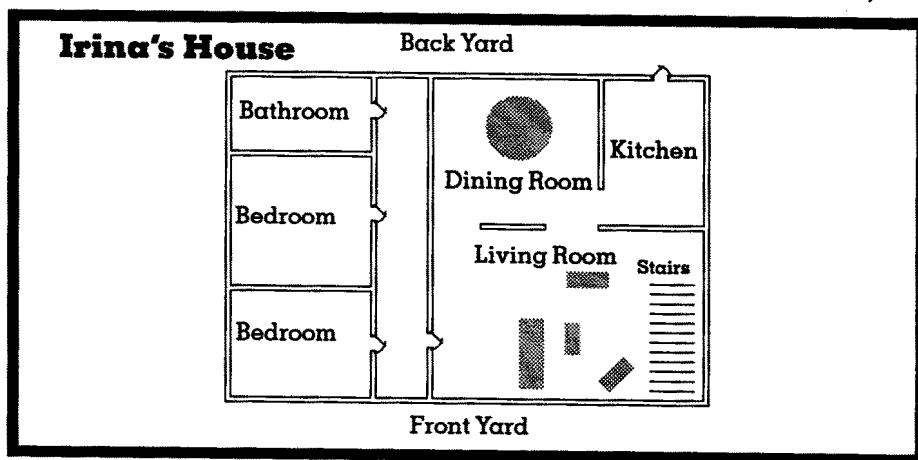 Irina's House
Back Yard
Bathroom
Kitchen
Dining Room
Bedroom
Living Room
Stairs
Bedroom
Front Yard